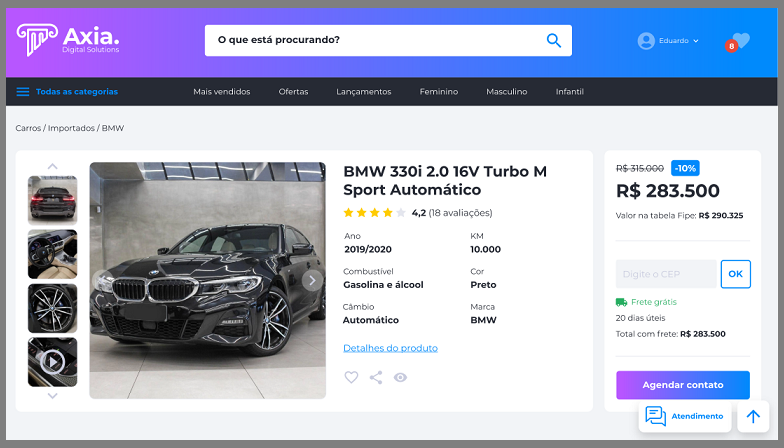 Axia.
Digital Solutions
O que está procurando?
Eduardo
8
Todas as categorias
Mais vendidos
Ofertas
Lançamentos
Feminino
Masculino
Infantil
Carros / Importados / BMW
BMW 330i 2.0 16V Turbo M
Sport Automático
4,2 (18 avaliações)
Ano
2019/2020
KM
10.000
Combustível
Gasolina e álcool
Cor
Preto
Câmbio
Automático
Marca
BMW
Detalhes do produto
R$ 315.000
-10%
R$ 283.500
Valor na tabela Fipe: R$ 290.325
Digite o CEP
OK
Frete grátis
20 dias úteis
Total com frete: R$ 283.500
Agendar contato
Atendimento